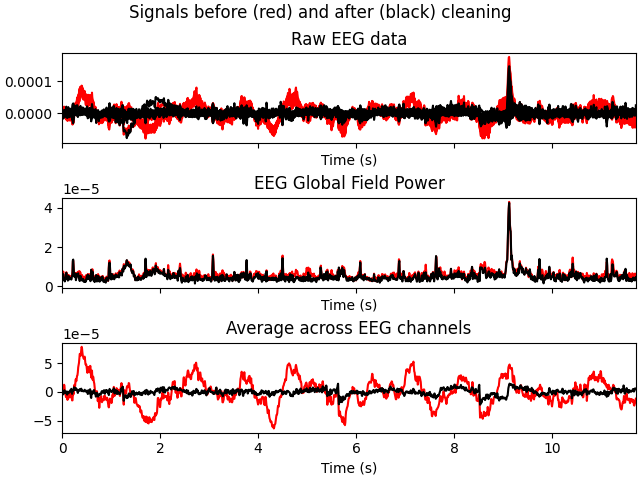 Signals before (red) and after (black) cleaning
Raw EEG data
0.0001
0.0000
Time (s)
EEG Global Field Power
1e−5
4
2
0
Time (s)
Average across EEG channels
1e−5
5
0
−5
0 2 4 6 8 10
Time (s)